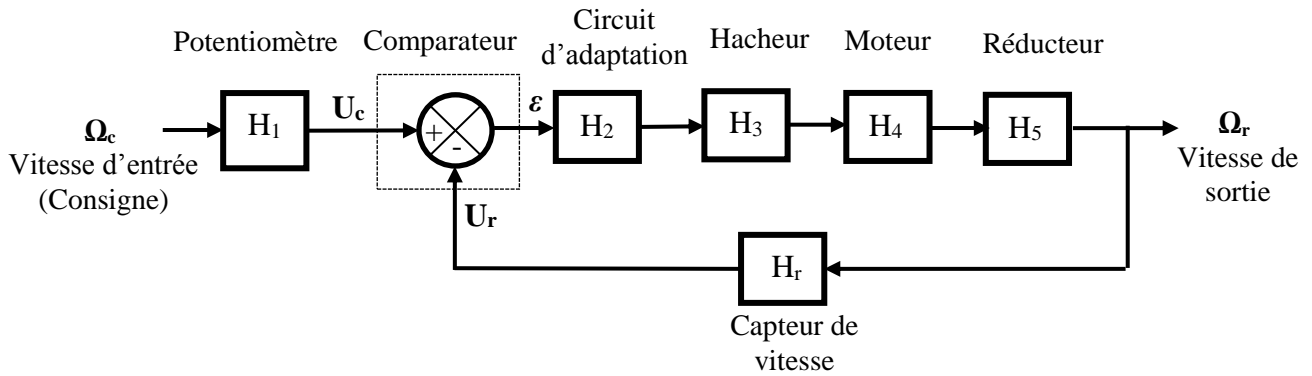 Potentiomètre
Comparateur
Circuit
d’adaptation
Hacheur
Moteur
Réducteur
Ωc
Vitesse d’entrée
(Consigne)
H1
Uc
+
-
ε
H2
H3
H4
H5
Ωr
Vitesse de
sortie
Ur
Hr
Capteur de
vitesse